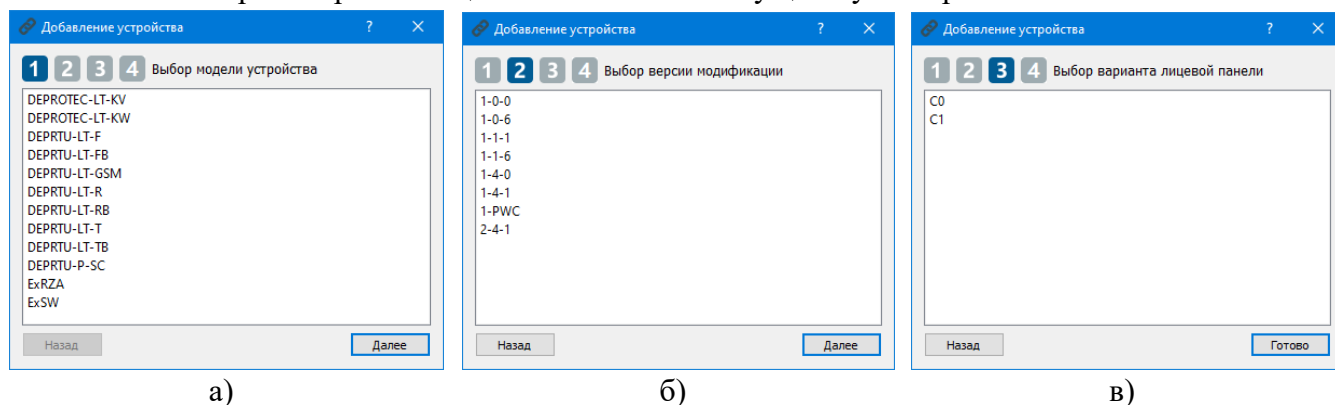 Добавление устройства ? ×
1 2 3 4 Выбор модели устройства
DEPROTEC-LT-KV
DEPROTEC-LT-KW
DEPRTU-LT-F
DEPRTU-LT-FB
DEPRTU-LT-GSM
DEPRTU-LT-R
DEPRTU-LT-RB
DEPRTU-LT-T
DEPRTU-LT-TB
DEPRTU-P-SC
ExRZA
ExSW
Назад Далее
а)
Добавление устройства ? ×
1 2 3 4 Выбор версии модификации
1-0-0
1-0-6
1-1-1
1-1-6
1-4-0
1-4-1
1-PWC
2-4-1
Назад Далее
б)
Добавление устройства ? ×
1 2 3 4 Выбор варианта лицевой панели
C0
C1
Назад Готово
в)